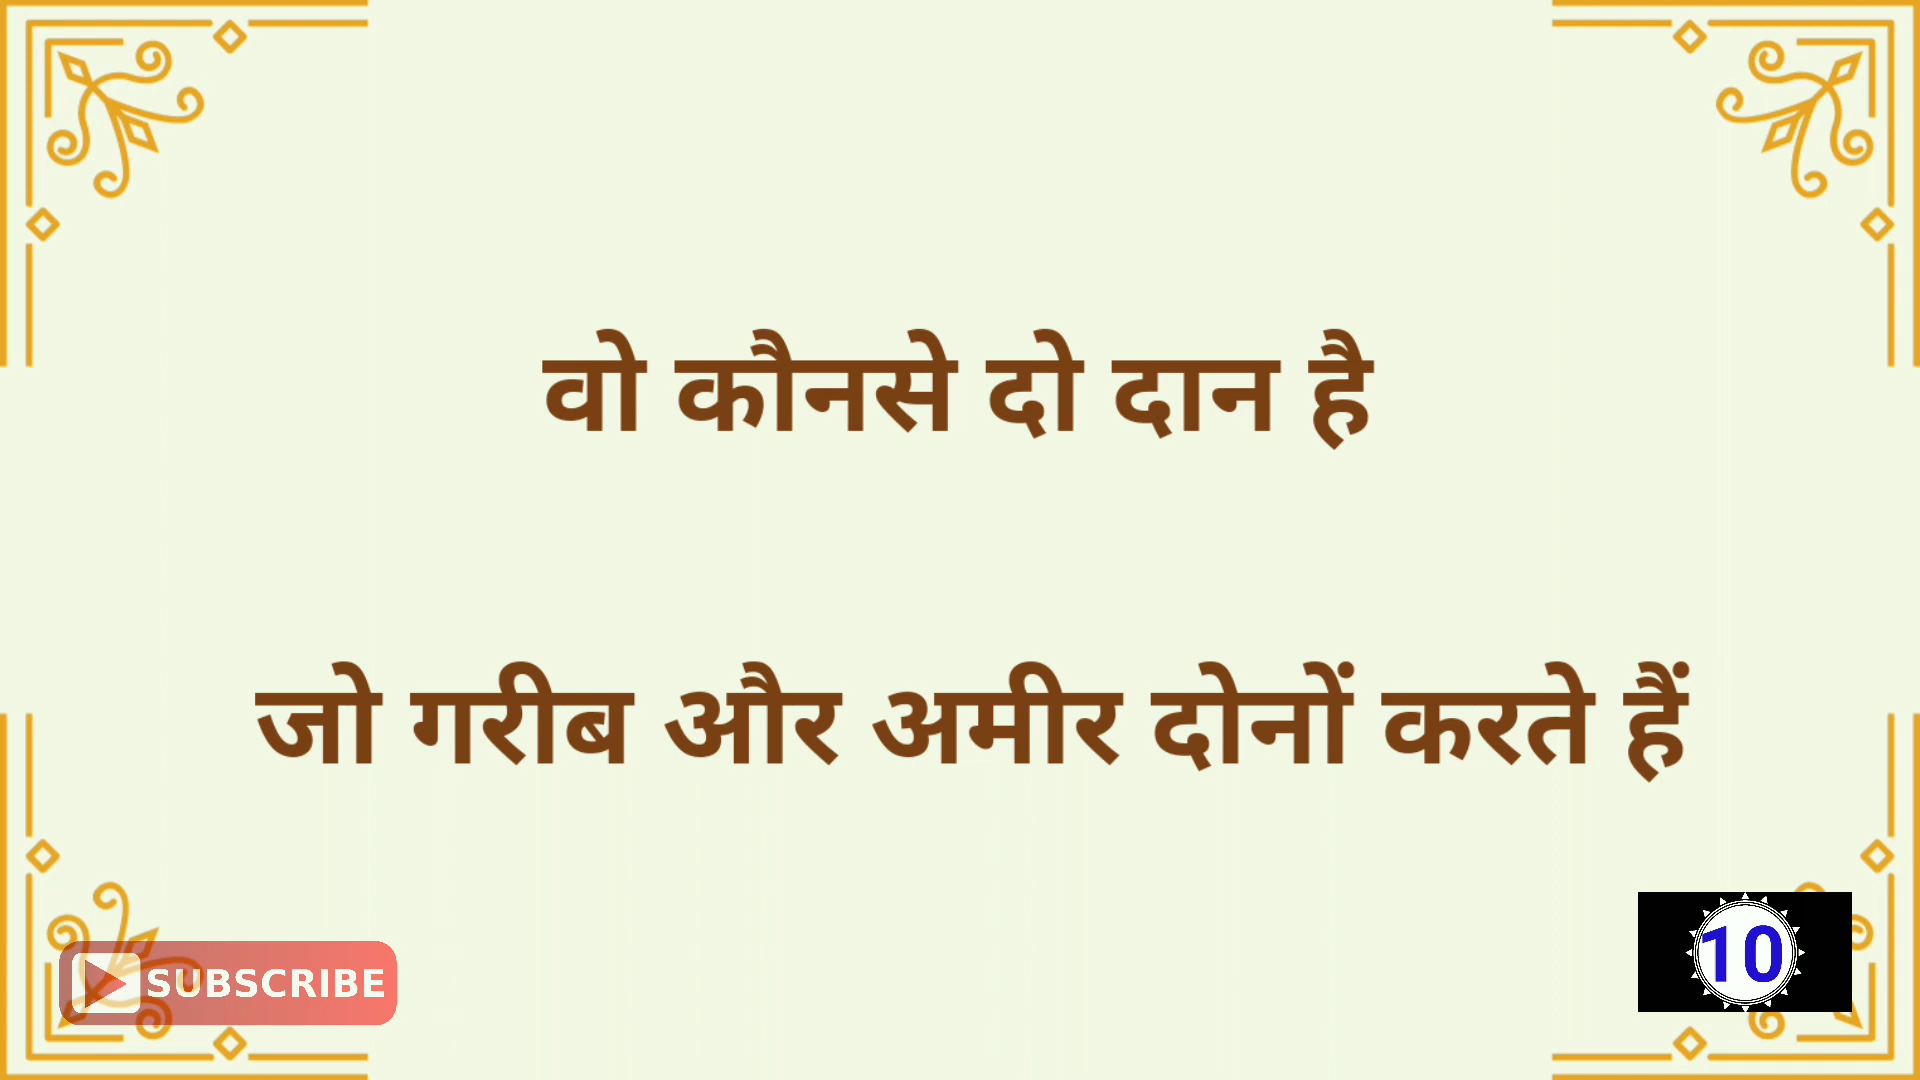 वो कौनसे दो दान है
जो गरीब और अमीर दोनों करते हैं
SUBSCRIBE
10